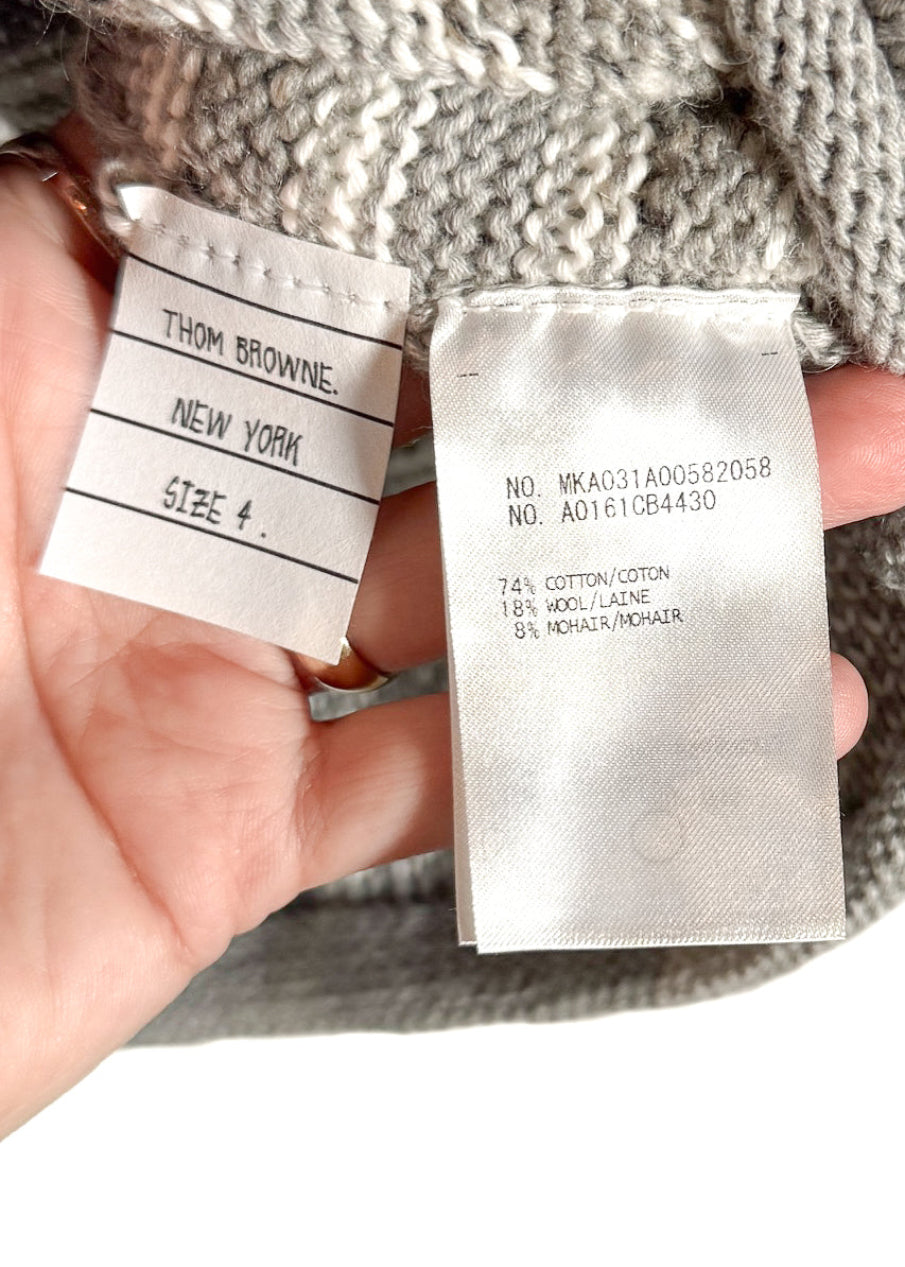 THOM BROWNE.
NEW YORK
SIZE 4.
NO. MKA031A00582058
NO. A0161CB4430
74% COTTON/COTON
18% WOOL/LAINE
8% MOHAIR/MOHAIR